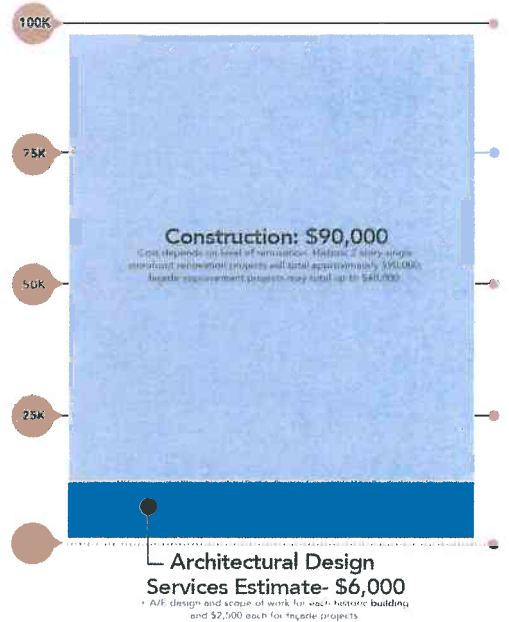 100K
75K
Construction: $90,000
Cost depends on level of renovation. Historic 2 story single
storefront renovation projects will total approximately $90,000,
façade improvement projects may total up to $40,000
50K
25K
Architectural Design
Services Estimate- $6,000
• A/E design and scope of work for each historic building
and $2,500 each for façade projects